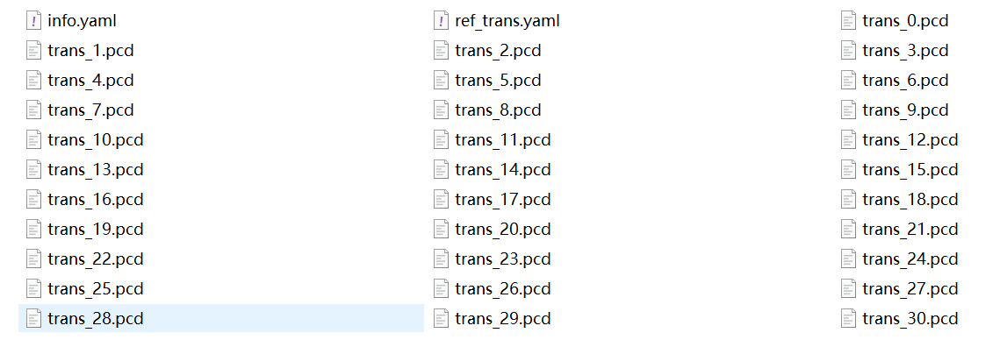 info.yaml ref_trans.yaml trans_0.pcd
trans_1.pcd trans_2.pcd trans_3.pcd
trans_4.pcd trans_5.pcd trans_6.pcd
trans_7.pcd trans_8.pcd trans_9.pcd
trans_10.pcd trans_11.pcd trans_12.pcd
trans_13.pcd trans_14.pcd trans_15.pcd
trans_16.pcd trans_17.pcd trans_18.pcd
trans_19.pcd trans_20.pcd trans_21.pcd
trans_22.pcd trans_23.pcd trans_24.pcd
trans_25.pcd trans_26.pcd trans_27.pcd
trans_28.pcd trans_29.pcd trans_30.pcd